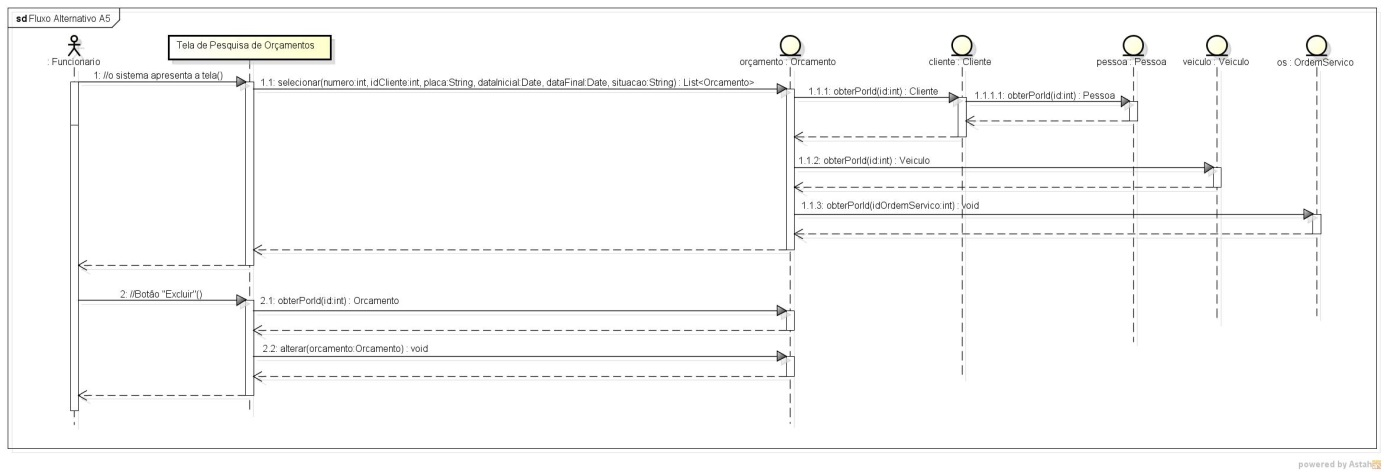 sd Fluxo Alternativo A5
: Funcionario
Tela de Pesquisa de Orçamentos
orçamento : Orcamento
cliente : Cliente
pessoa : Pessoa
veiculo : Veiculo
os : OrdemServico
1: //o sistema apresenta a tela()
1.1: selecionar(numero:int, idCliente:int, placa:String, dataInicial:Date, dataFinal:Date, situacao:String) : List<Orcamento>
1.1.1: obterPorId(id:int) : Cliente
1.1.1.1: obterPorId(id:int) : Pessoa
1.1.2: obterPorId(id:int) : Veiculo
1.1.3: obterPorId(idOrdemServico:int) : void
2: //Botão "Excluir"()
2.1: obterPorId(id:int) : Orcamento
2.2: alterar(orcamento:Orcamento) : void
powered by Astah